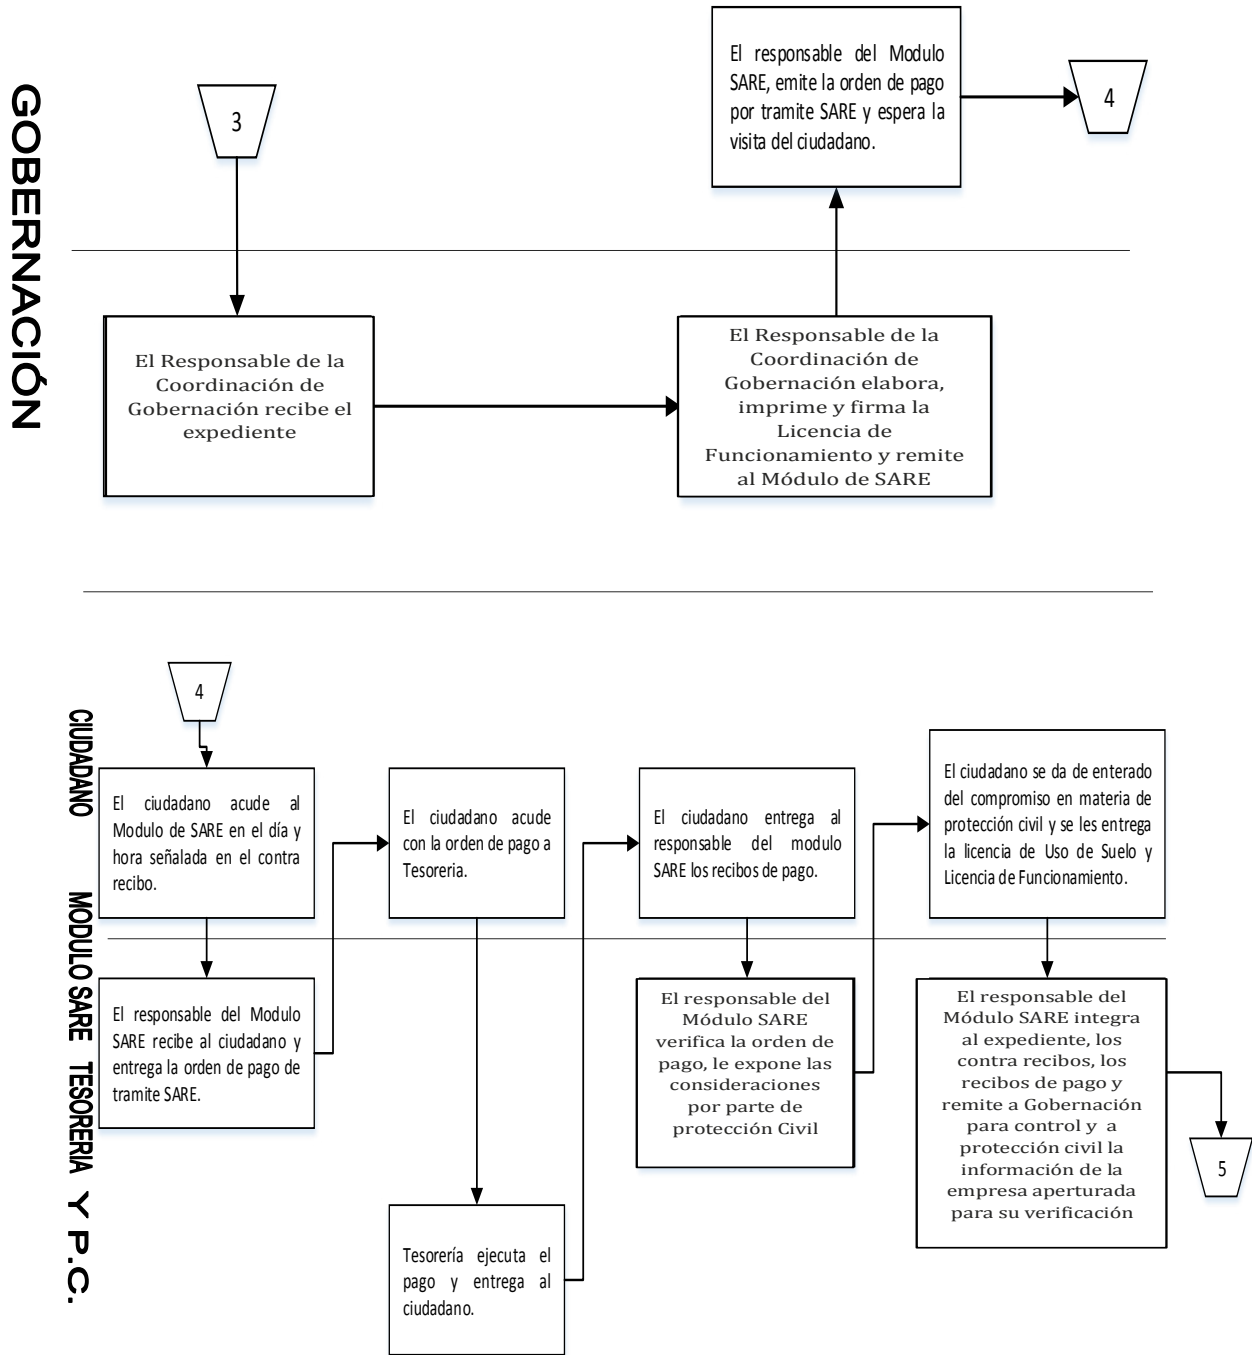 GOBERNACIÓN
3
El responsable del Modulo
SARE, emite la orden de pago
por tramite SARE y espera la
visita del ciudadano.
4
El Responsable de la
Coordinación de
Gobernación recibe el
expediente
El Responsable de la
Coordinación de
Gobernación elabora,
imprime y firma la
Licencia de
Funcionamiento y remite
al Módulo de SARE
CIUDADANO
4
El ciudadano acude al
Modulo de SARE en el día y
hora señalada en el contra
recibo.
El ciudadano acude
con la orden de pago a
Tesoreria.
El ciudadano entrega al
responsable del modulo
SARE los recibos de pago.
El ciudadano se da de enterado
del compromiso en materia de
protección civil y se les entrega
la licencia de Uso de Suelo y
Licencia de Funcionamiento.
MODULO SARE TESORERIA Y P.C.
El responsable del Modulo
SARE recibe al ciudadano y
entrega la orden de pago de
tramite SARE.
Tesorería ejecuta el
pago y entrega al
ciudadano.
El responsable del
Módulo SARE
verifica la orden de
pago, le expone las
consideraciones
por parte de
protección Civil
El responsable del
Módulo SARE integra
al expediente, los
contra recibos, los
recibos de pago y
remite a Gobernación
para control y a
protección civil la
información de la
empresa aperturada
para su verificación
5